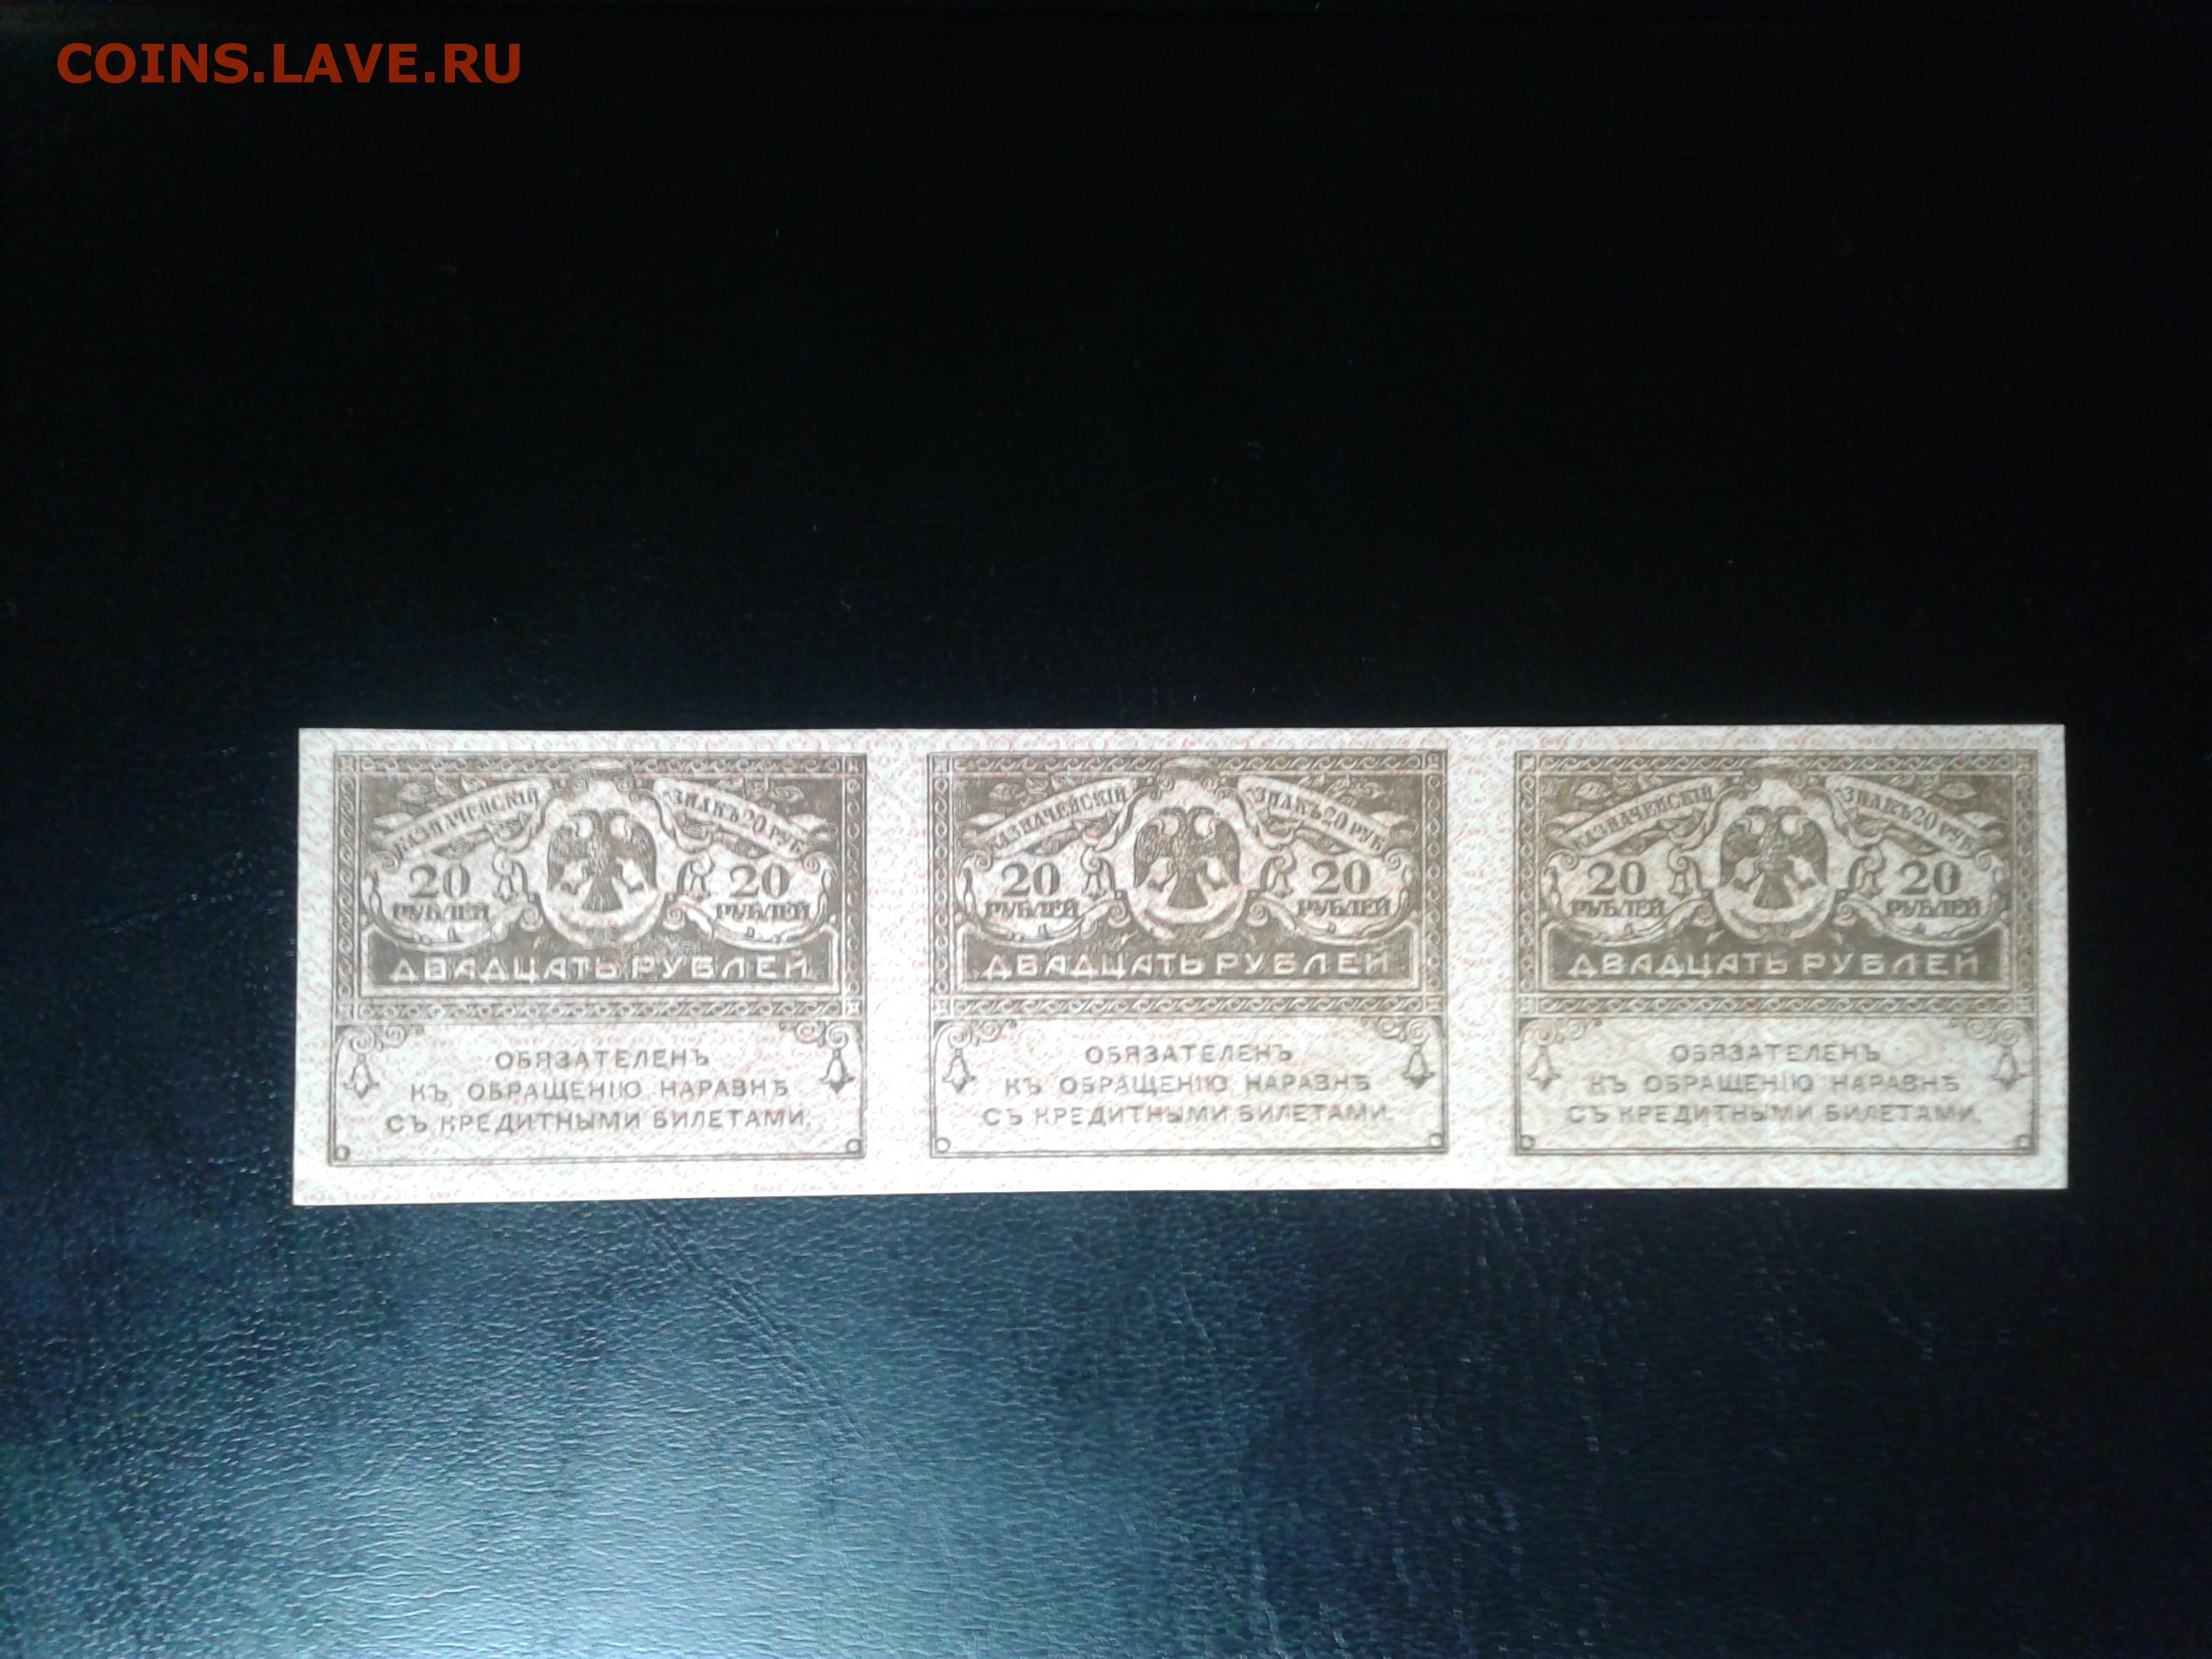 COINS.LAVE.RU
КАЗНАЧЕЙСКІЙ ЗНАКЪ 20 РУБ
20 20
РУБЛЕЙ РУБЛЕЙ
ДВАДЦАТЬ РУБЛЕЙ
ОБЯЗАТЕЛЕНЪ
КЪ ОБРАЩЕНІЮ НАРАВНѢ
СЪ КРЕДИТНЫМИ БИЛЕТАМИ.
КАЗНАЧЕЙСКІЙ ЗНАКЪ 20 РУБ
20 20
РУБЛЕЙ РУБЛЕЙ
ДВАДЦАТЬ РУБЛЕЙ
ОБЯЗАТЕЛЕНЪ
КЪ ОБРАЩЕНІЮ НАРАВНѢ
СЪ КРЕДИТНЫМИ БИЛЕТАМИ.
КАЗНАЧЕЙСКІЙ ЗНАКЪ 20 РУБ
20 20
РУБЛЕЙ РУБЛЕЙ
ДВАДЦАТЬ РУБЛЕЙ
ОБЯЗАТЕЛЕНЪ
КЪ ОБРАЩЕНІЮ НАРАВНѢ
СЪ КРЕДИТНЫМИ БИЛЕТАМИ.